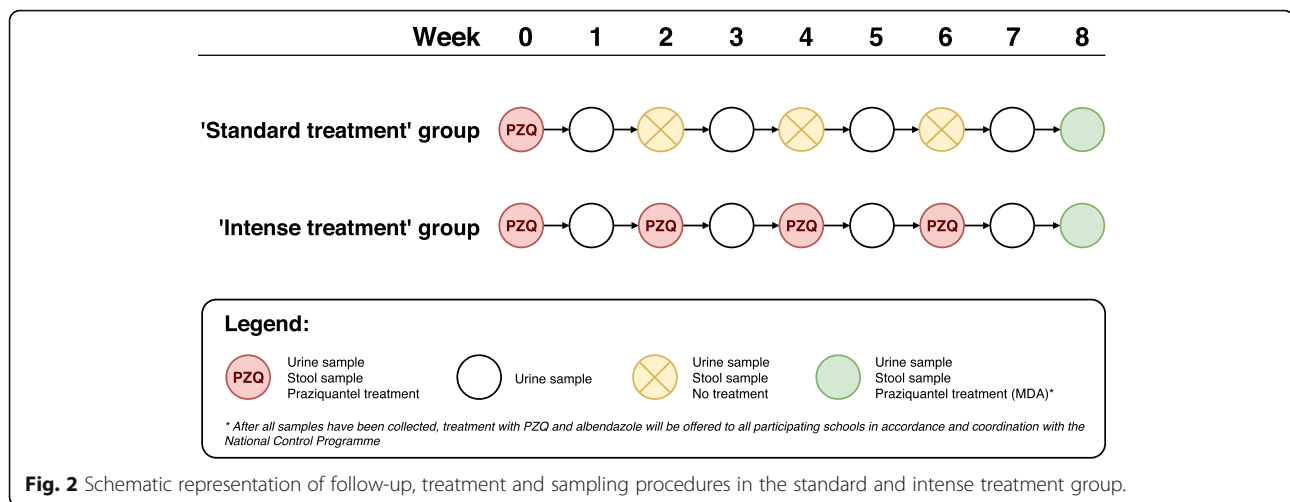 Week 0 1 2 3 4 5 6 7 8
'Standard treatment' group PZQ
'Intense treatment' group PZQ PZQ PZQ PZQ
Legend:
PZQ
Urine sample
Stool sample
Praziquantel treatment
Urine sample
Urine sample
Stool sample
No treatment
Urine sample
Stool sample
Praziquantel treatment (MDA)*
* After all samples have been collected, treatment with PZQ and albendazole will be offered to all participating schools in accordance and coordination with the
National Control Programme
Fig. 2 Schematic representation of follow-up, treatment and sampling procedures in the standard and intense treatment group.